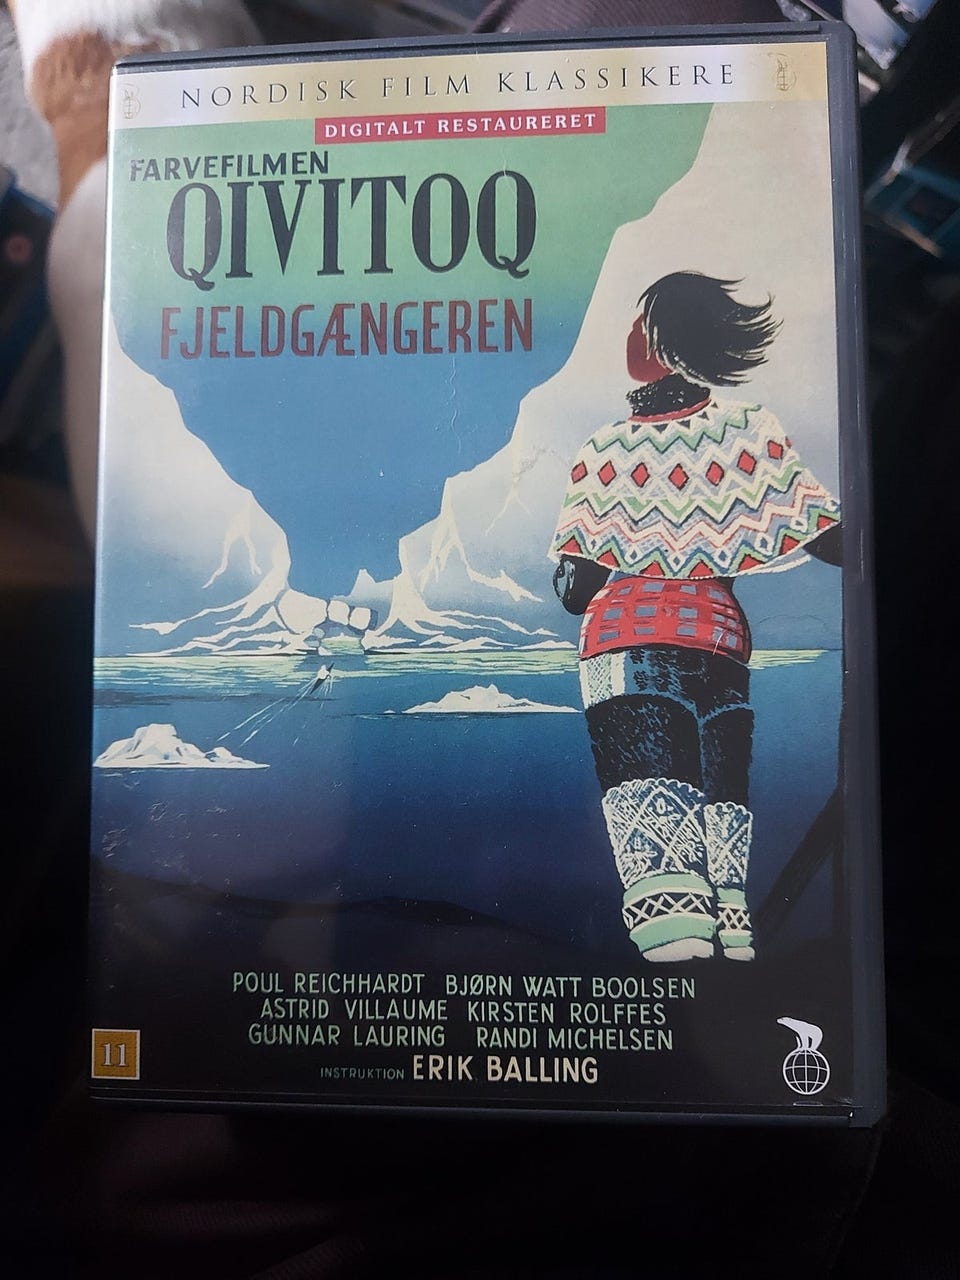 NORDISK FILM KLASSIKERE
DIGITALT RESTAURERET
FARVEFILMEN
QIVITOQ
FJELDGÆNGEREN
POUL REICHHARDT BJØRN WATT BOOLSEN
ASTRID VILLAUME KIRSTEN ROLFFES
GUNNAR LAURING RANDI MICHELSEN
INSTRUKTION ERIK BALLING
11